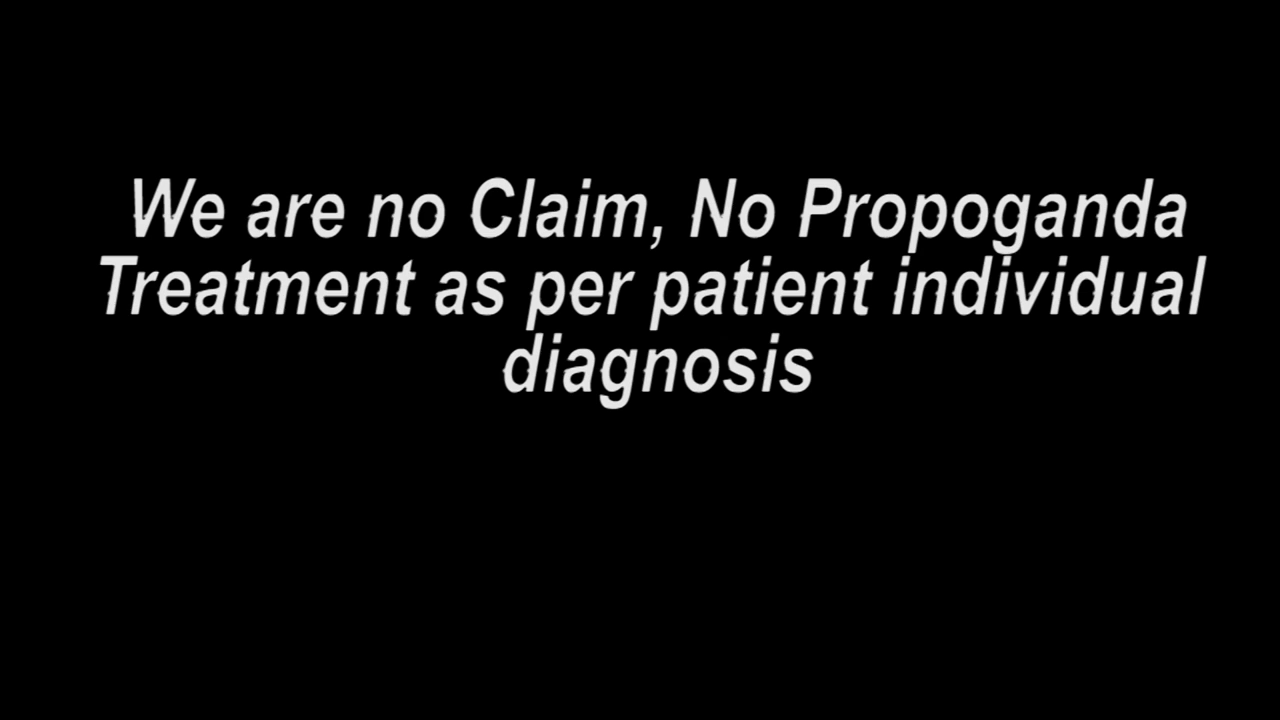 We are no Claim, No Propoganda
Treatment as per patient individual
diagnosis